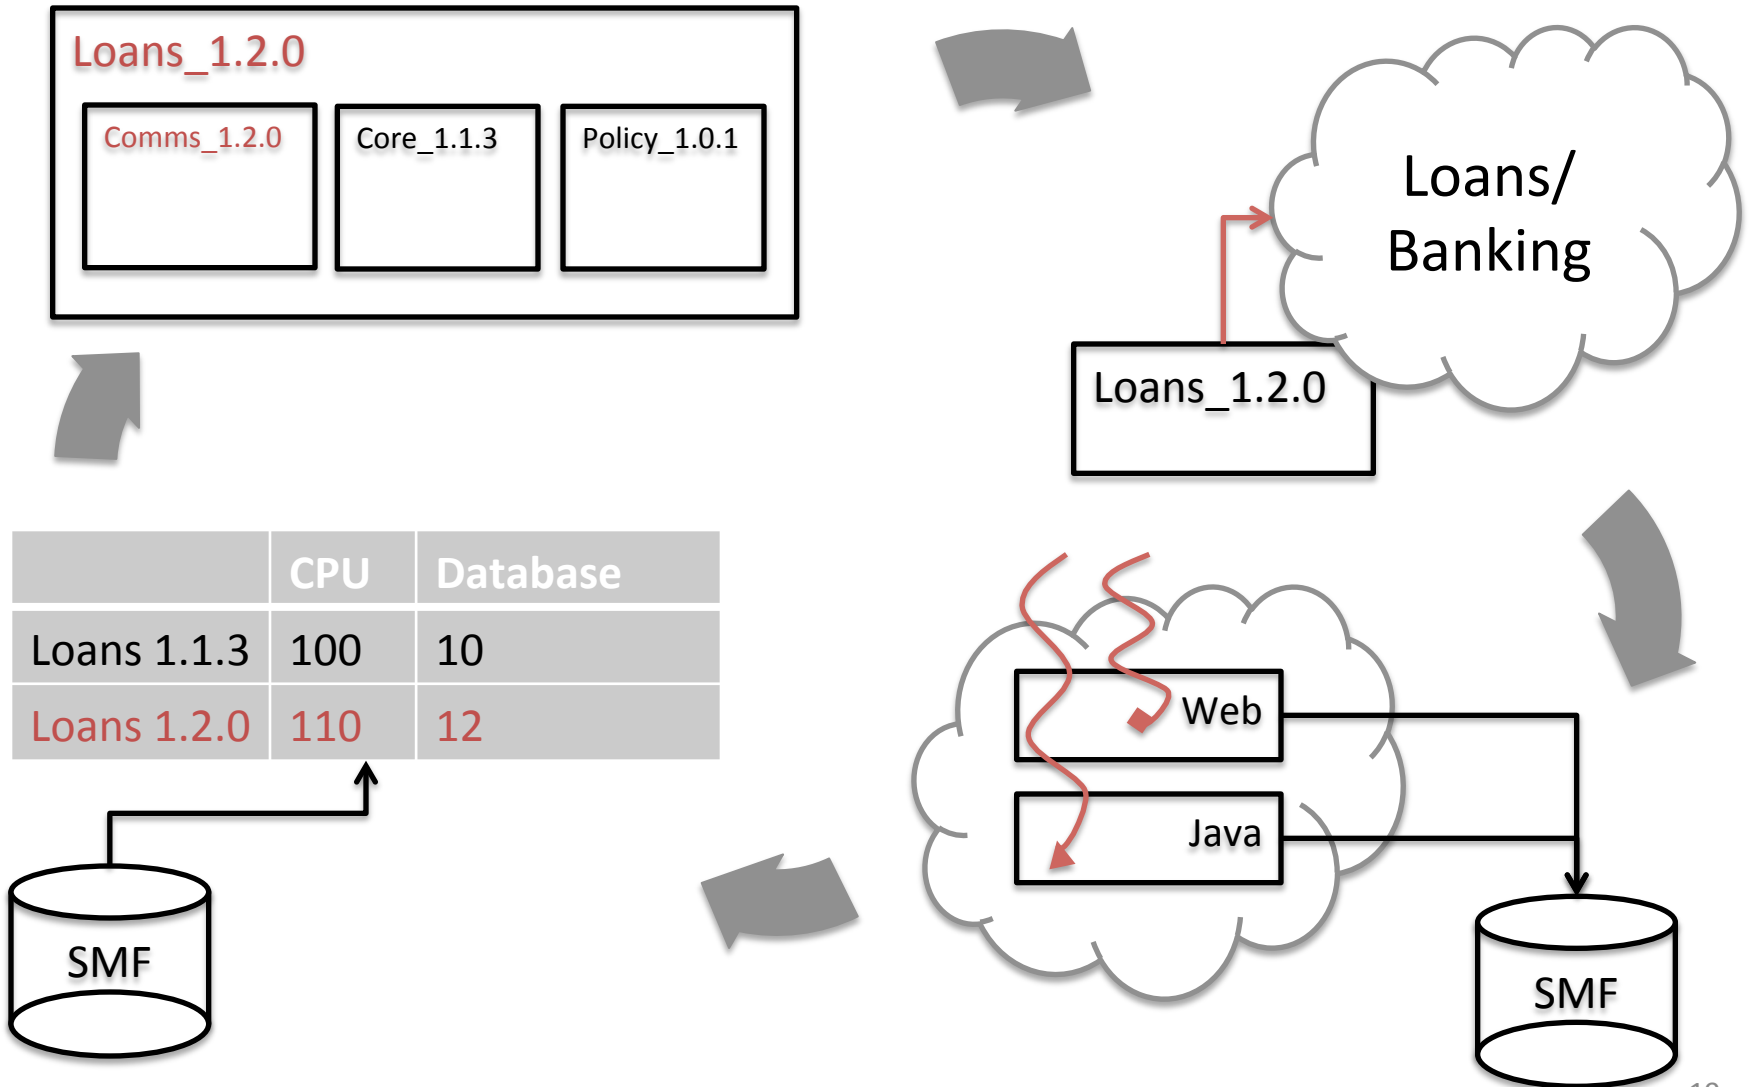 Loans_1.2.0
Comms_1.2.0
Core_1.1.3
Policy_1.0.1
Loans/
Banking
Loans_1.2.0
CPU Database
Loans 1.1.3 100 10
Loans 1.2.0 110 12
SMF
Web
Java
SMF